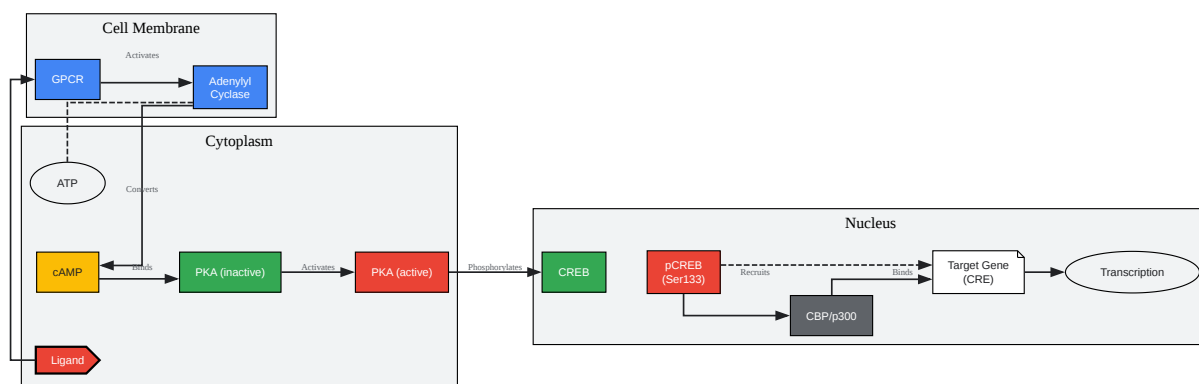 Cell Membrane
Activates
GPCR
Adenylyl
Cyclase
Cytoplasm
ATP
Converts
cAMP
Binds
PKA (inactive)
Activates
PKA (active)
Phosphorylates
Ligand
Nucleus
CREB
pCREB
(Ser133)
Recruits
CBP/p300
Binds
Target Gene
(CRE)
Transcription